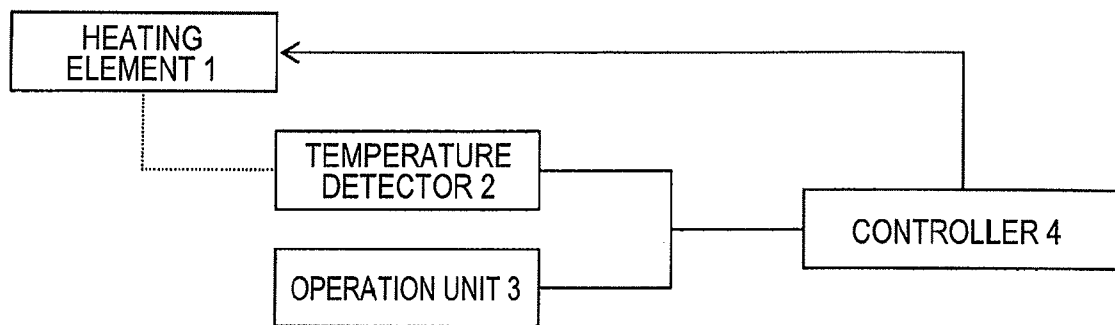 HEATING
ELEMENT 1
TEMPERATURE
DETECTOR 2
CONTROLLER 4
OPERATION UNIT 3